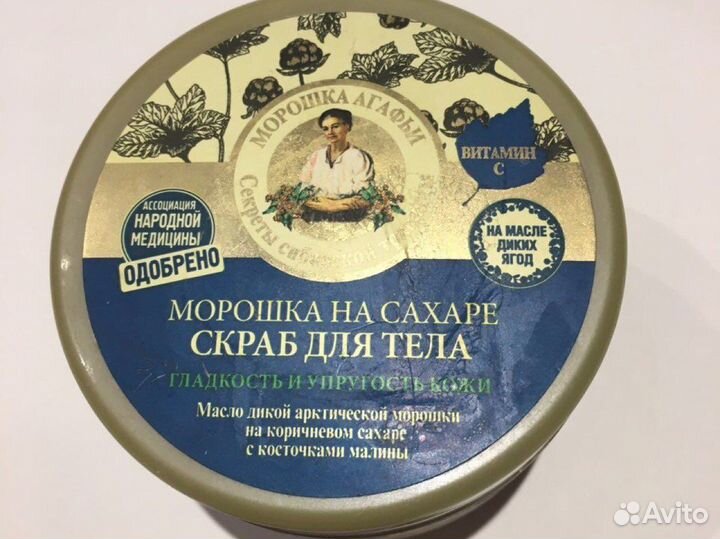 МОРОШКА АГАФЬИ
Секреты
ВИТАМИН
С
АССОЦИАЦИЯ
НАРОДНОЙ
МЕДИЦИНЫ
ОДОБРЕНО
НА МАСЛЕ
ДИКИХ
ЯГОД
МОРОШКА НА САХАРЕ
СКРАБ ДЛЯ ТЕЛА
ГЛАДКОСТЬ И УПРУГОСТЬ КОЖИ
Масло дикой арктической морошки
на коричневом сахаре
с косточками малины
Avito